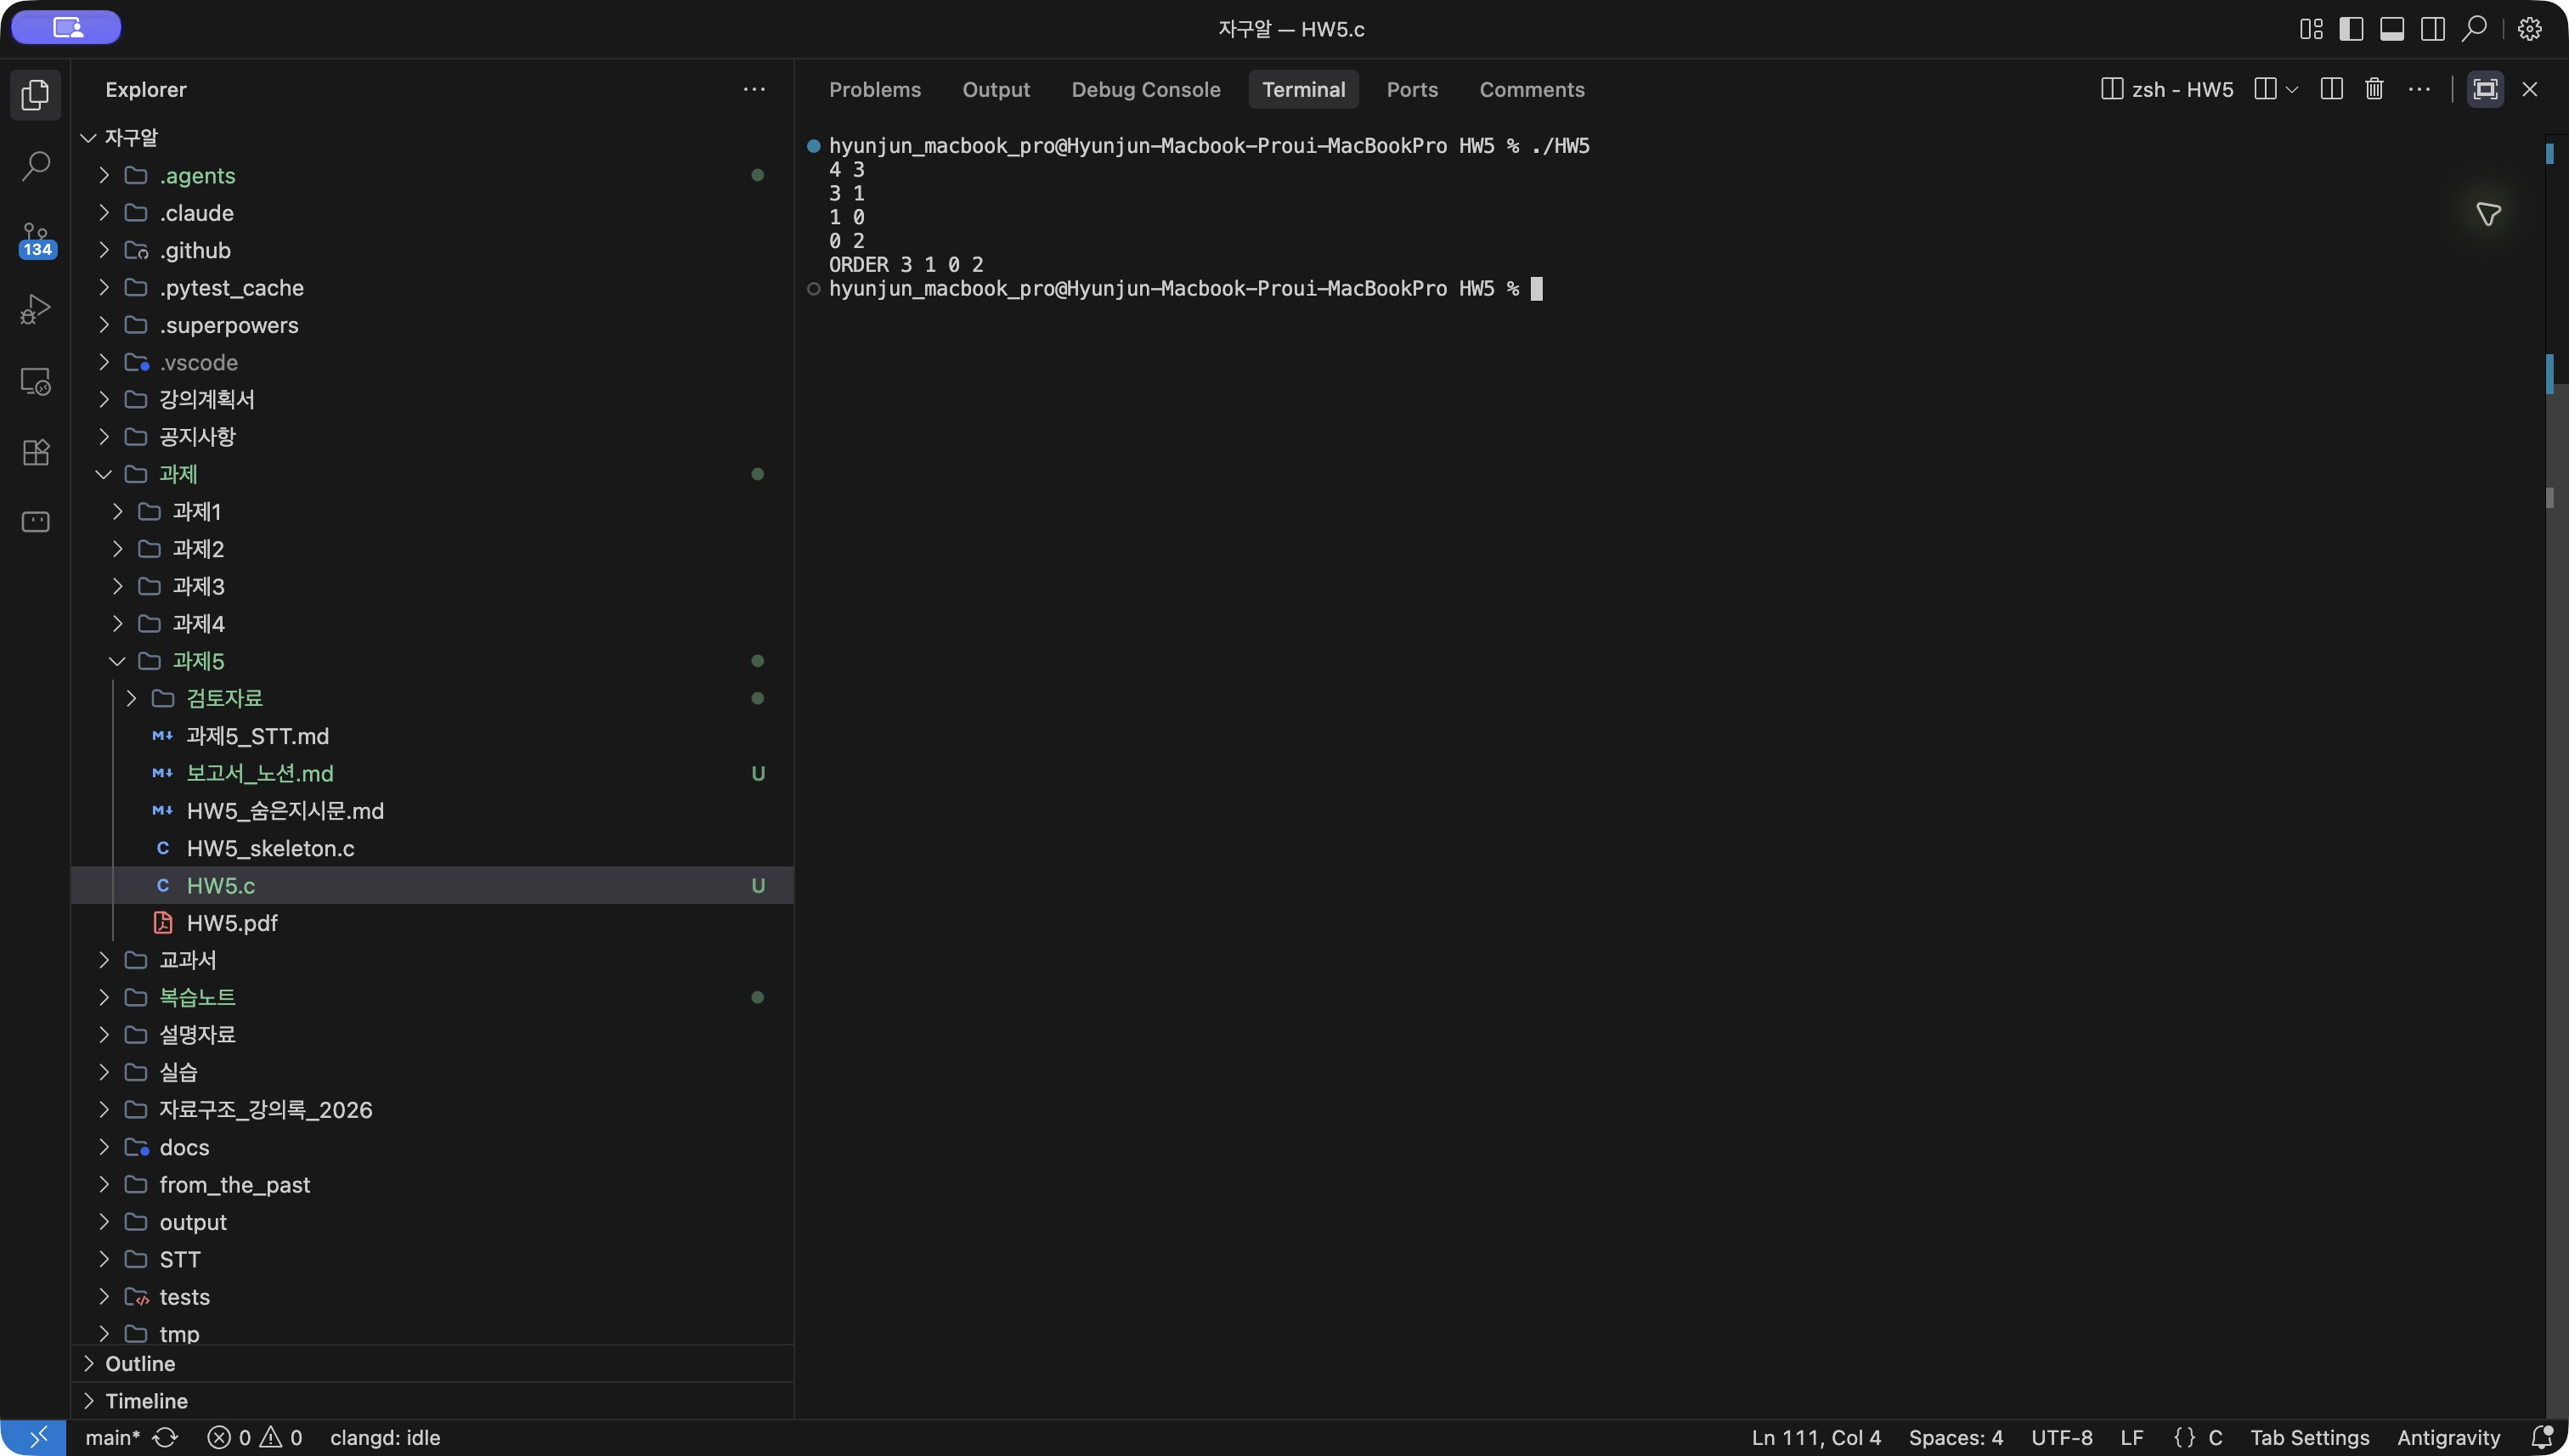 자구알 — HW5.c
Explorer
자구알
.agents
.claude
.github
.pytest_cache
.superpowers
.vscode
강의계획서
공지사항
과제
과제1
과제2
과제3
과제4
과제5
검토자료
과제5_STT.md
보고서_노션.md U
HW5_숨은지시문.md
HW5_skeleton.c
HW5.c U
HW5.pdf
교과서
복습노트
설명자료
실습
자료구조_강의록_2026
docs
from_the_past
output
STT
tests
tmp
Outline
Timeline
134
Problems Output Debug Console Terminal Ports Comments
zsh - HW5
hyunjun_macbook_pro@Hyunjun-Macbook-Proui-MacBookPro HW5 % ./HW5
4 3
3 1
1 0
0 2
ORDER 3 1 0 2
hyunjun_macbook_pro@Hyunjun-Macbook-Proui-MacBookPro HW5 %
main* 0 0 clangd: idle
Ln 111, Col 4 Spaces: 4 UTF-8 LF {} C Tab Settings Antigravity